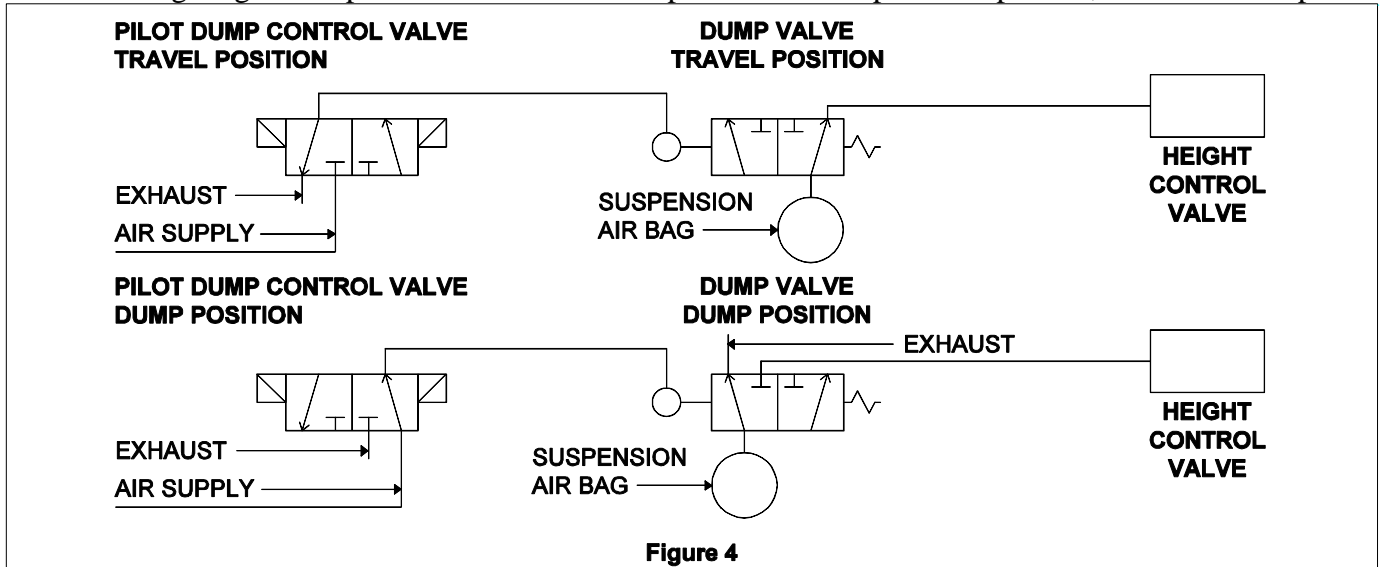 PILOT DUMP CONTROL VALVE
TRAVEL POSITION
DUMP VALVE
TRAVEL POSITION
HEIGHT
CONTROL
VALVE
EXHAUST
AIR SUPPLY
SUSPENSION
AIR BAG
PILOT DUMP CONTROL VALVE
DUMP POSITION
DUMP VALVE
DUMP POSITION
EXHAUST
HEIGHT
CONTROL
VALVE
EXHAUST
AIR SUPPLY
SUSPENSION
AIR BAG
Figure 4